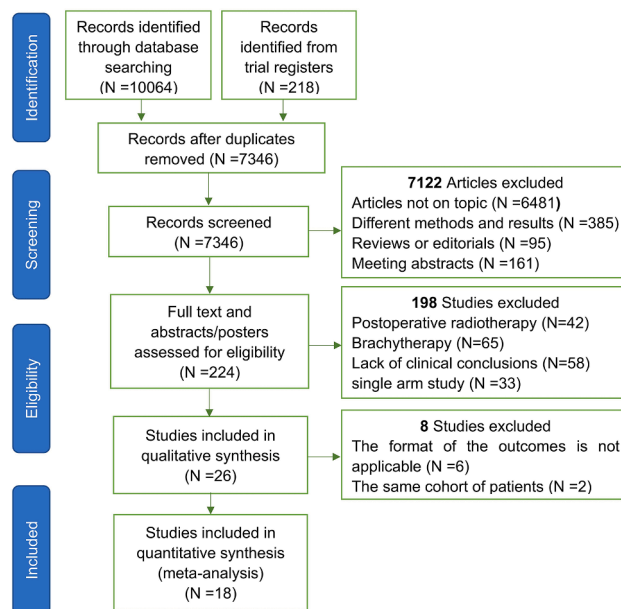 Identification
Records identified
through database
searching
(N =10064)
Records
identified from
trial registers
(N =218)
Records after duplicates
removed (N =7346)
Screening
Records screened
(N =7346)
7122 Articles excluded
Articles not on topic (N =6481)
Different methods and results (N =385)
Reviews or editorials (N =95)
Meeting abstracts (N =161)
Eligibility
Full text and
abstracts/posters
assessed for eligibility
(N =224)
198 Studies excluded
Postoperative radiotherapy (N=42)
Brachytherapy (N=65)
Lack of clinical conclusions (N=58)
single arm study (N =33)
Studies included in
qualitative synthesis
(N =26)
8 Studies excluded
The format of the outcomes is not
applicable (N =6)
The same cohort of patients (N =2)
Included
Studies included in
quantitative synthesis
(meta-analysis)
(N =18)